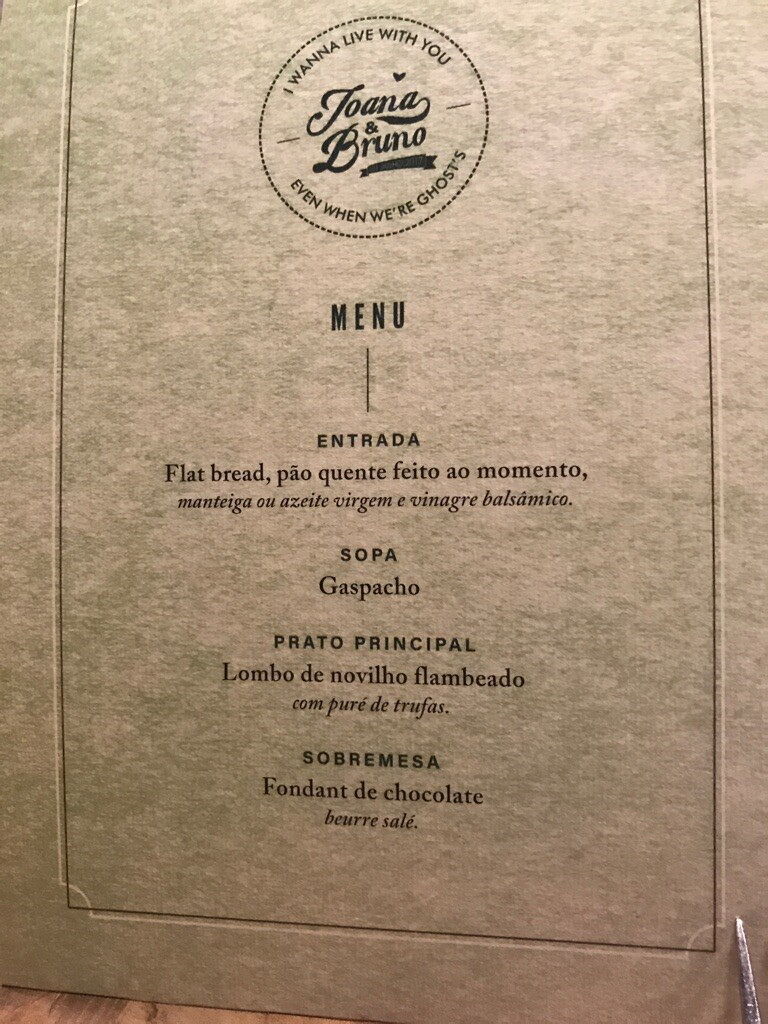 I WANNA LIVE WITH YOU
Joana
&
Bruno
EVEN WHEN WE'RE GHOST'S
MENU
ENTRADA
Flat bread, pão quente feito ao momento,
manteiga ou azeite virgem e vinagre balsâmico.
SOPA
Gaspacho
PRATO PRINCIPAL
Lombo de novilho flambeado
com puré de trufas.
SOBREMESA
Fondant de chocolate
beurre salé.